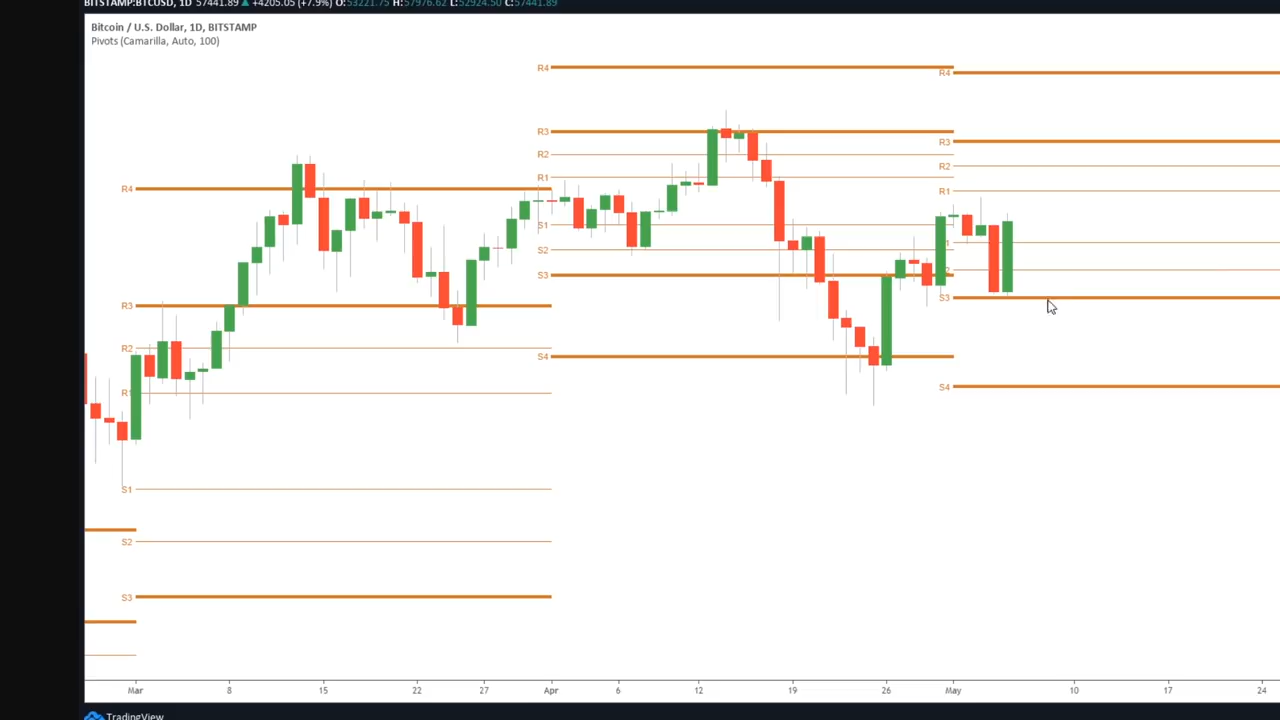 BITSTAMP:BTCUSD, 1D 57441.89 ▲ +4205.05 (+7.9%) O:53221.75 H:57976.62 L:52924.50 C:57441.89
Bitcoin / U.S. Dollar, 1D, BITSTAMP
Pivots (Camarilla, Auto, 100)
R4
R4
R3
R3
R2
R2
R1
R1
R4
S1
S2
S3
S3
R3
R2
S4
S4
R1
S1
S2
S3
Mar 8 15 22 27 Apr 6 12 19 26 May 10 17 24
TradingView